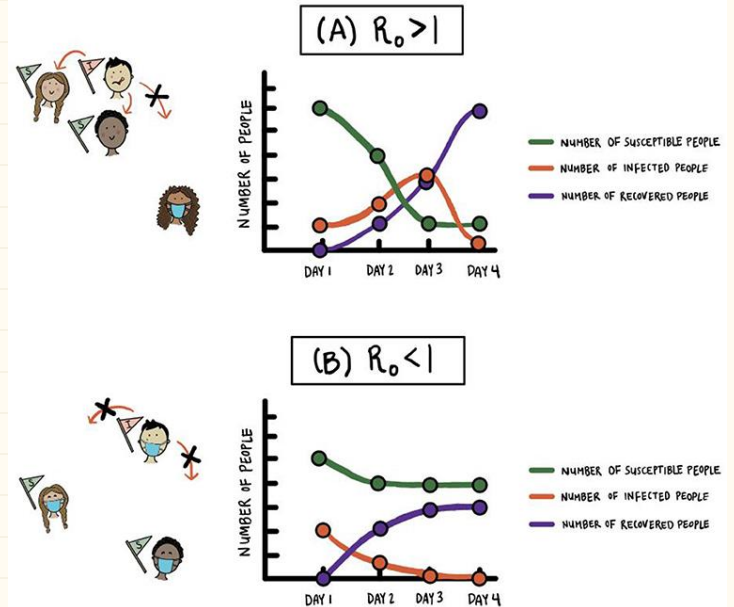 (A) R₀ > 1
S
I
S
NUMBER OF PEOPLE
NUMBER OF SUSCEPTIBLE PEOPLE
NUMBER OF INFECTED PEOPLE
NUMBER OF RECOVERED PEOPLE
DAY 1 DAY 2 DAY 3 DAY 4
(B) R₀ < 1
I
S
S
NUMBER OF PEOPLE
NUMBER OF SUSCEPTIBLE PEOPLE
NUMBER OF INFECTED PEOPLE
NUMBER OF RECOVERED PEOPLE
DAY 1 DAY 2 DAY 3 DAY 4